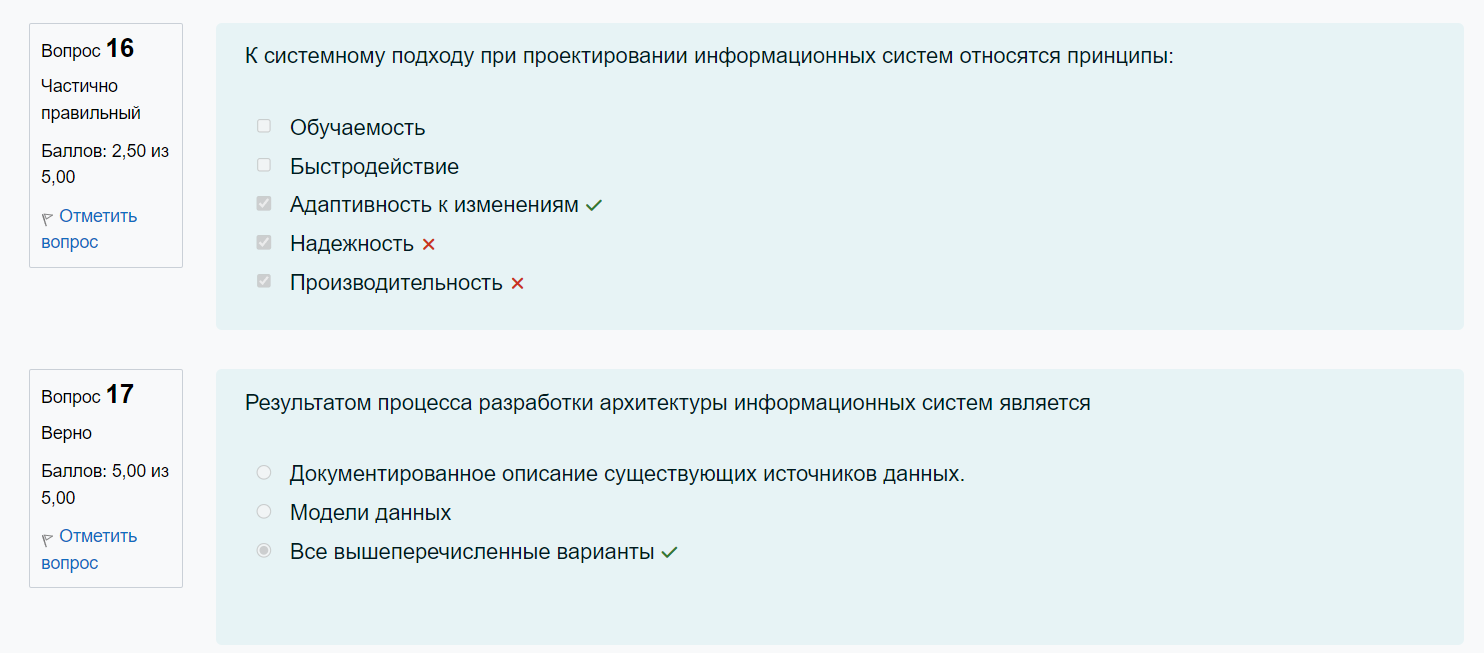 Вопрос 16
Частично
правильный
Баллов: 2,50 из
5,00
Отметить
вопрос
К системному подходу при проектировании информационных систем относятся принципы:
Обучаемость
Быстродействие
Адаптивность к изменениям
Надежность
Производительность
Вопрос 17
Верно
Баллов: 5,00 из
5,00
Отметить
вопрос
Результатом процесса разработки архитектуры информационных систем является
Документированное описание существующих источников данных.
Модели данных
Все вышеперечисленные варианты